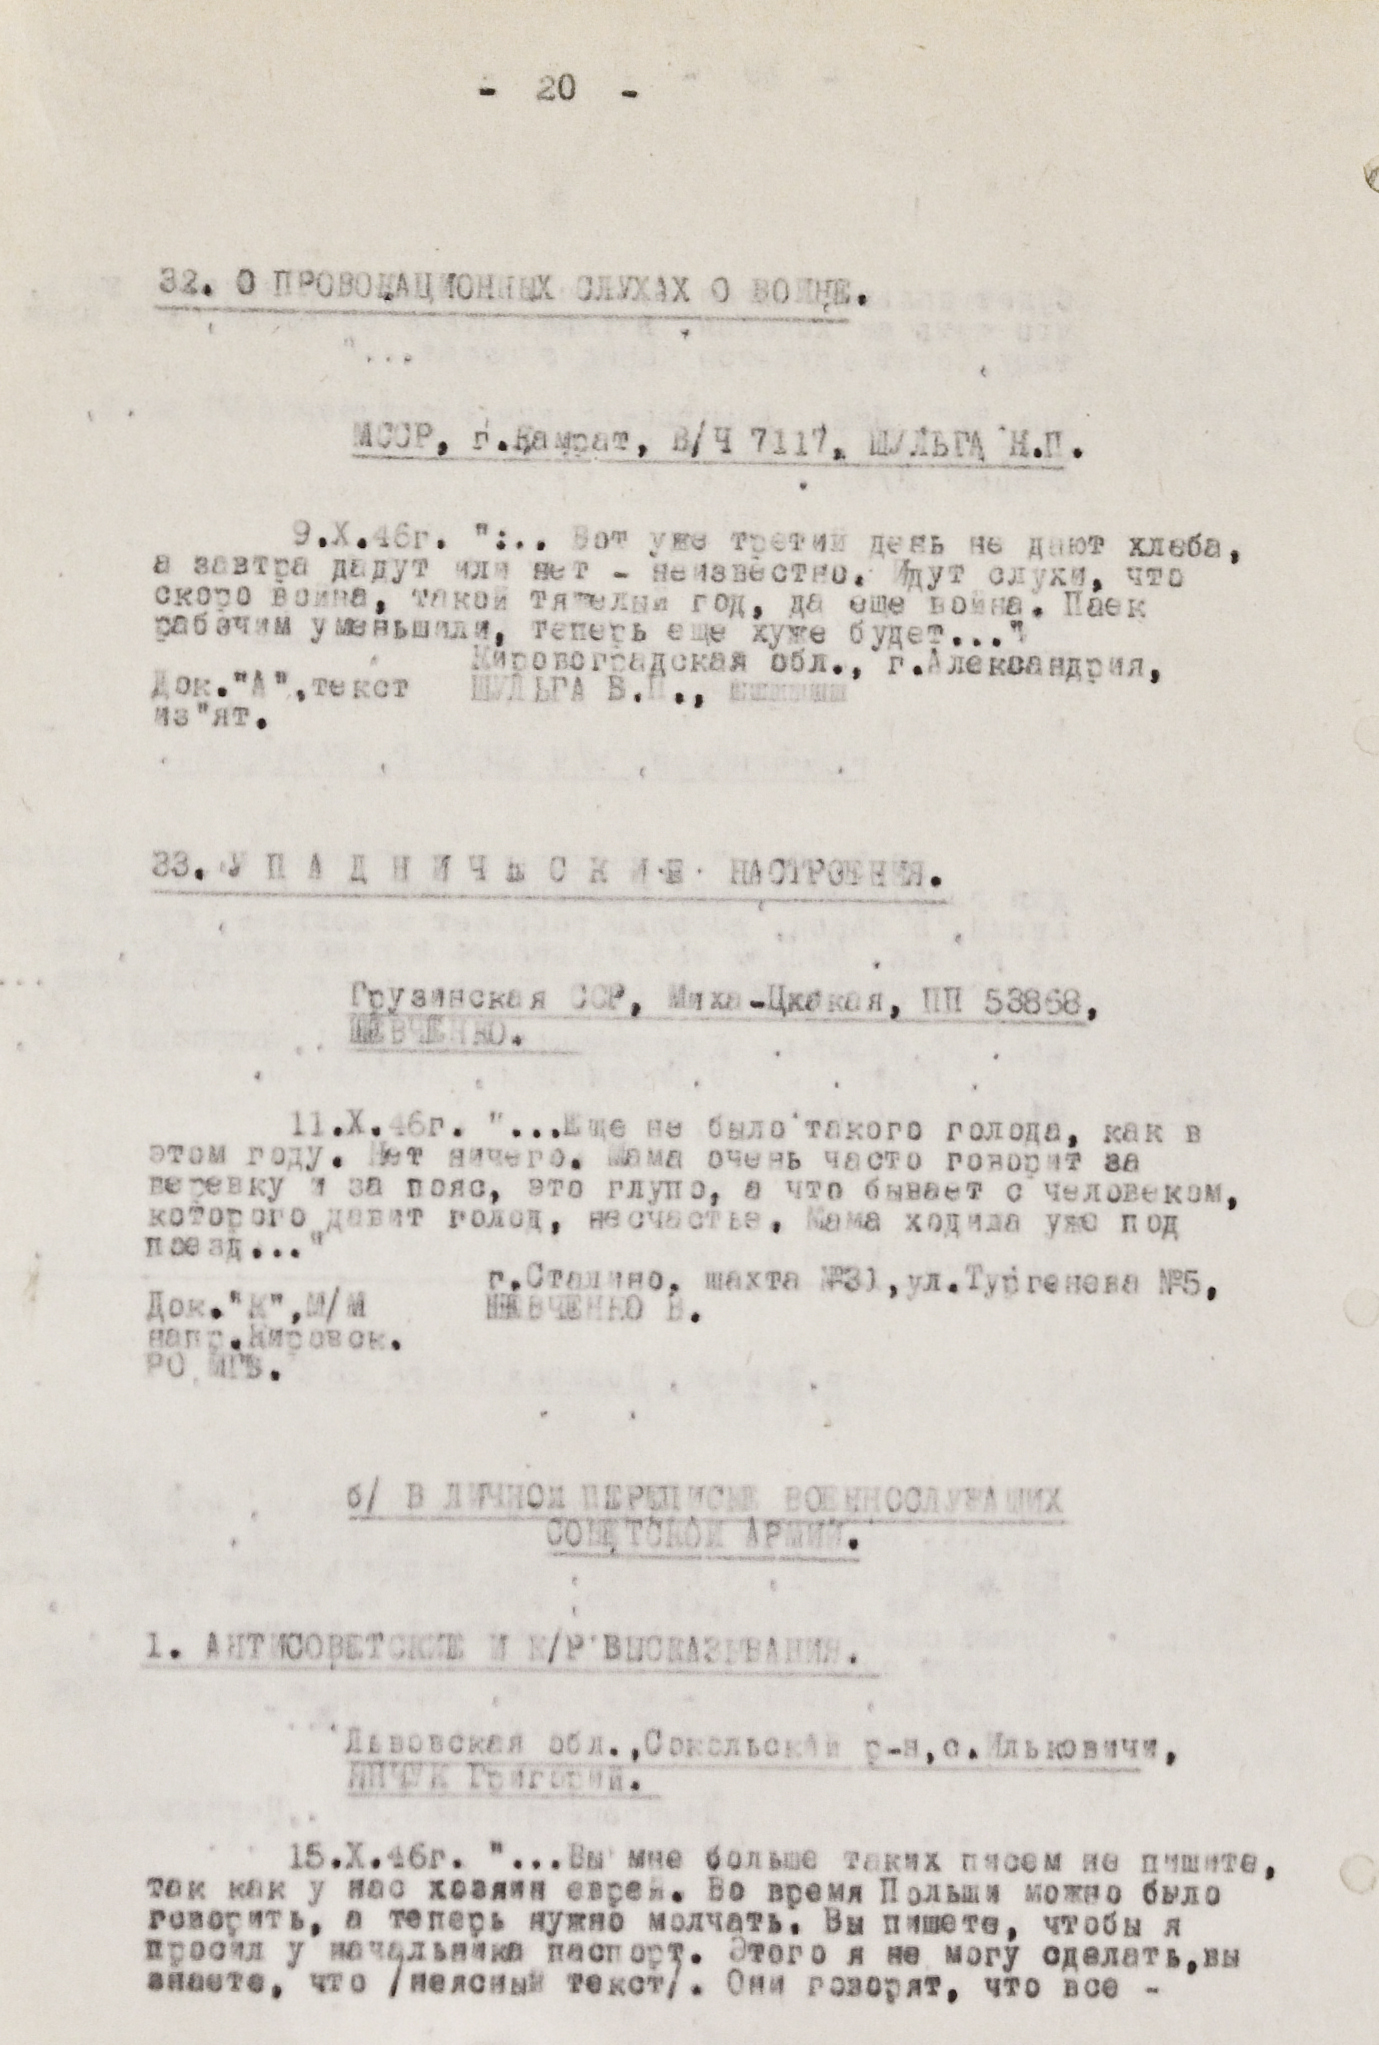 - 20 -
32. О ПРОВОКАЦИОННЫХ СЛУХАХ О ВОЙНЕ.
МССР, г.Камрат, В/Ч 7117, ШУЛЬГА Н.П.
9.X.46г. "... Вот уже третий день не дают хлеба,
а завтра дадут или нет - неизвестно. Идут слухи, что
скоро война, такой тяжелый год, да еще война. Паек
рабочим уменьшили, теперь еще хуже будет..."
Кировоградская обл., г.Александрия,
Док."А",текст ШУЛЬГА В.П.,
из"ят.
33. У П А Д Н И Ч Е С К И Е НАСТРОЕНИЯ.
Грузинская ССР, Миха-Цкакая, ПП 53868,
ШЕВЧЕНКО.
11.X.46г. "...Еще не было такого голода, как в
этом году. Нет ничего. Мама очень часто говорит за
веревку и за пояс, это глупо, а что бывает с человеком,
которого давит голод, несчастье. Мама ходила уже под
поезд..."
г.Сталино, шахта №31,ул.Тургенева №5,
Док."К",М/М ШЕВЧЕНКО В.
напр.Кировск.
РО МГБ.
б/ В ЛИЧНОЙ ПЕРЕПИСКЕ ВОЕННОСЛУЖАЩИХ
СОВЕТСКОЙ АРМИИ.
1. АНТИСОВЕТСКИЕ И К/Р ВЫСКАЗЫВАНИЯ.
Львовская обл.,Сокольский р-н,с.Ильковичи,
Григорий.
15.X.46г. "...Вы мне больше таких писем не пишите,
так как у нас хозяин еврей. Во время Польши можно было
говорить, а теперь нужно молчать. Вы пишете, чтобы я
просил у начальника паспорт. Этого я не могу сделать,вы
знаете, что /неясный текст/. Они говорят, что все -